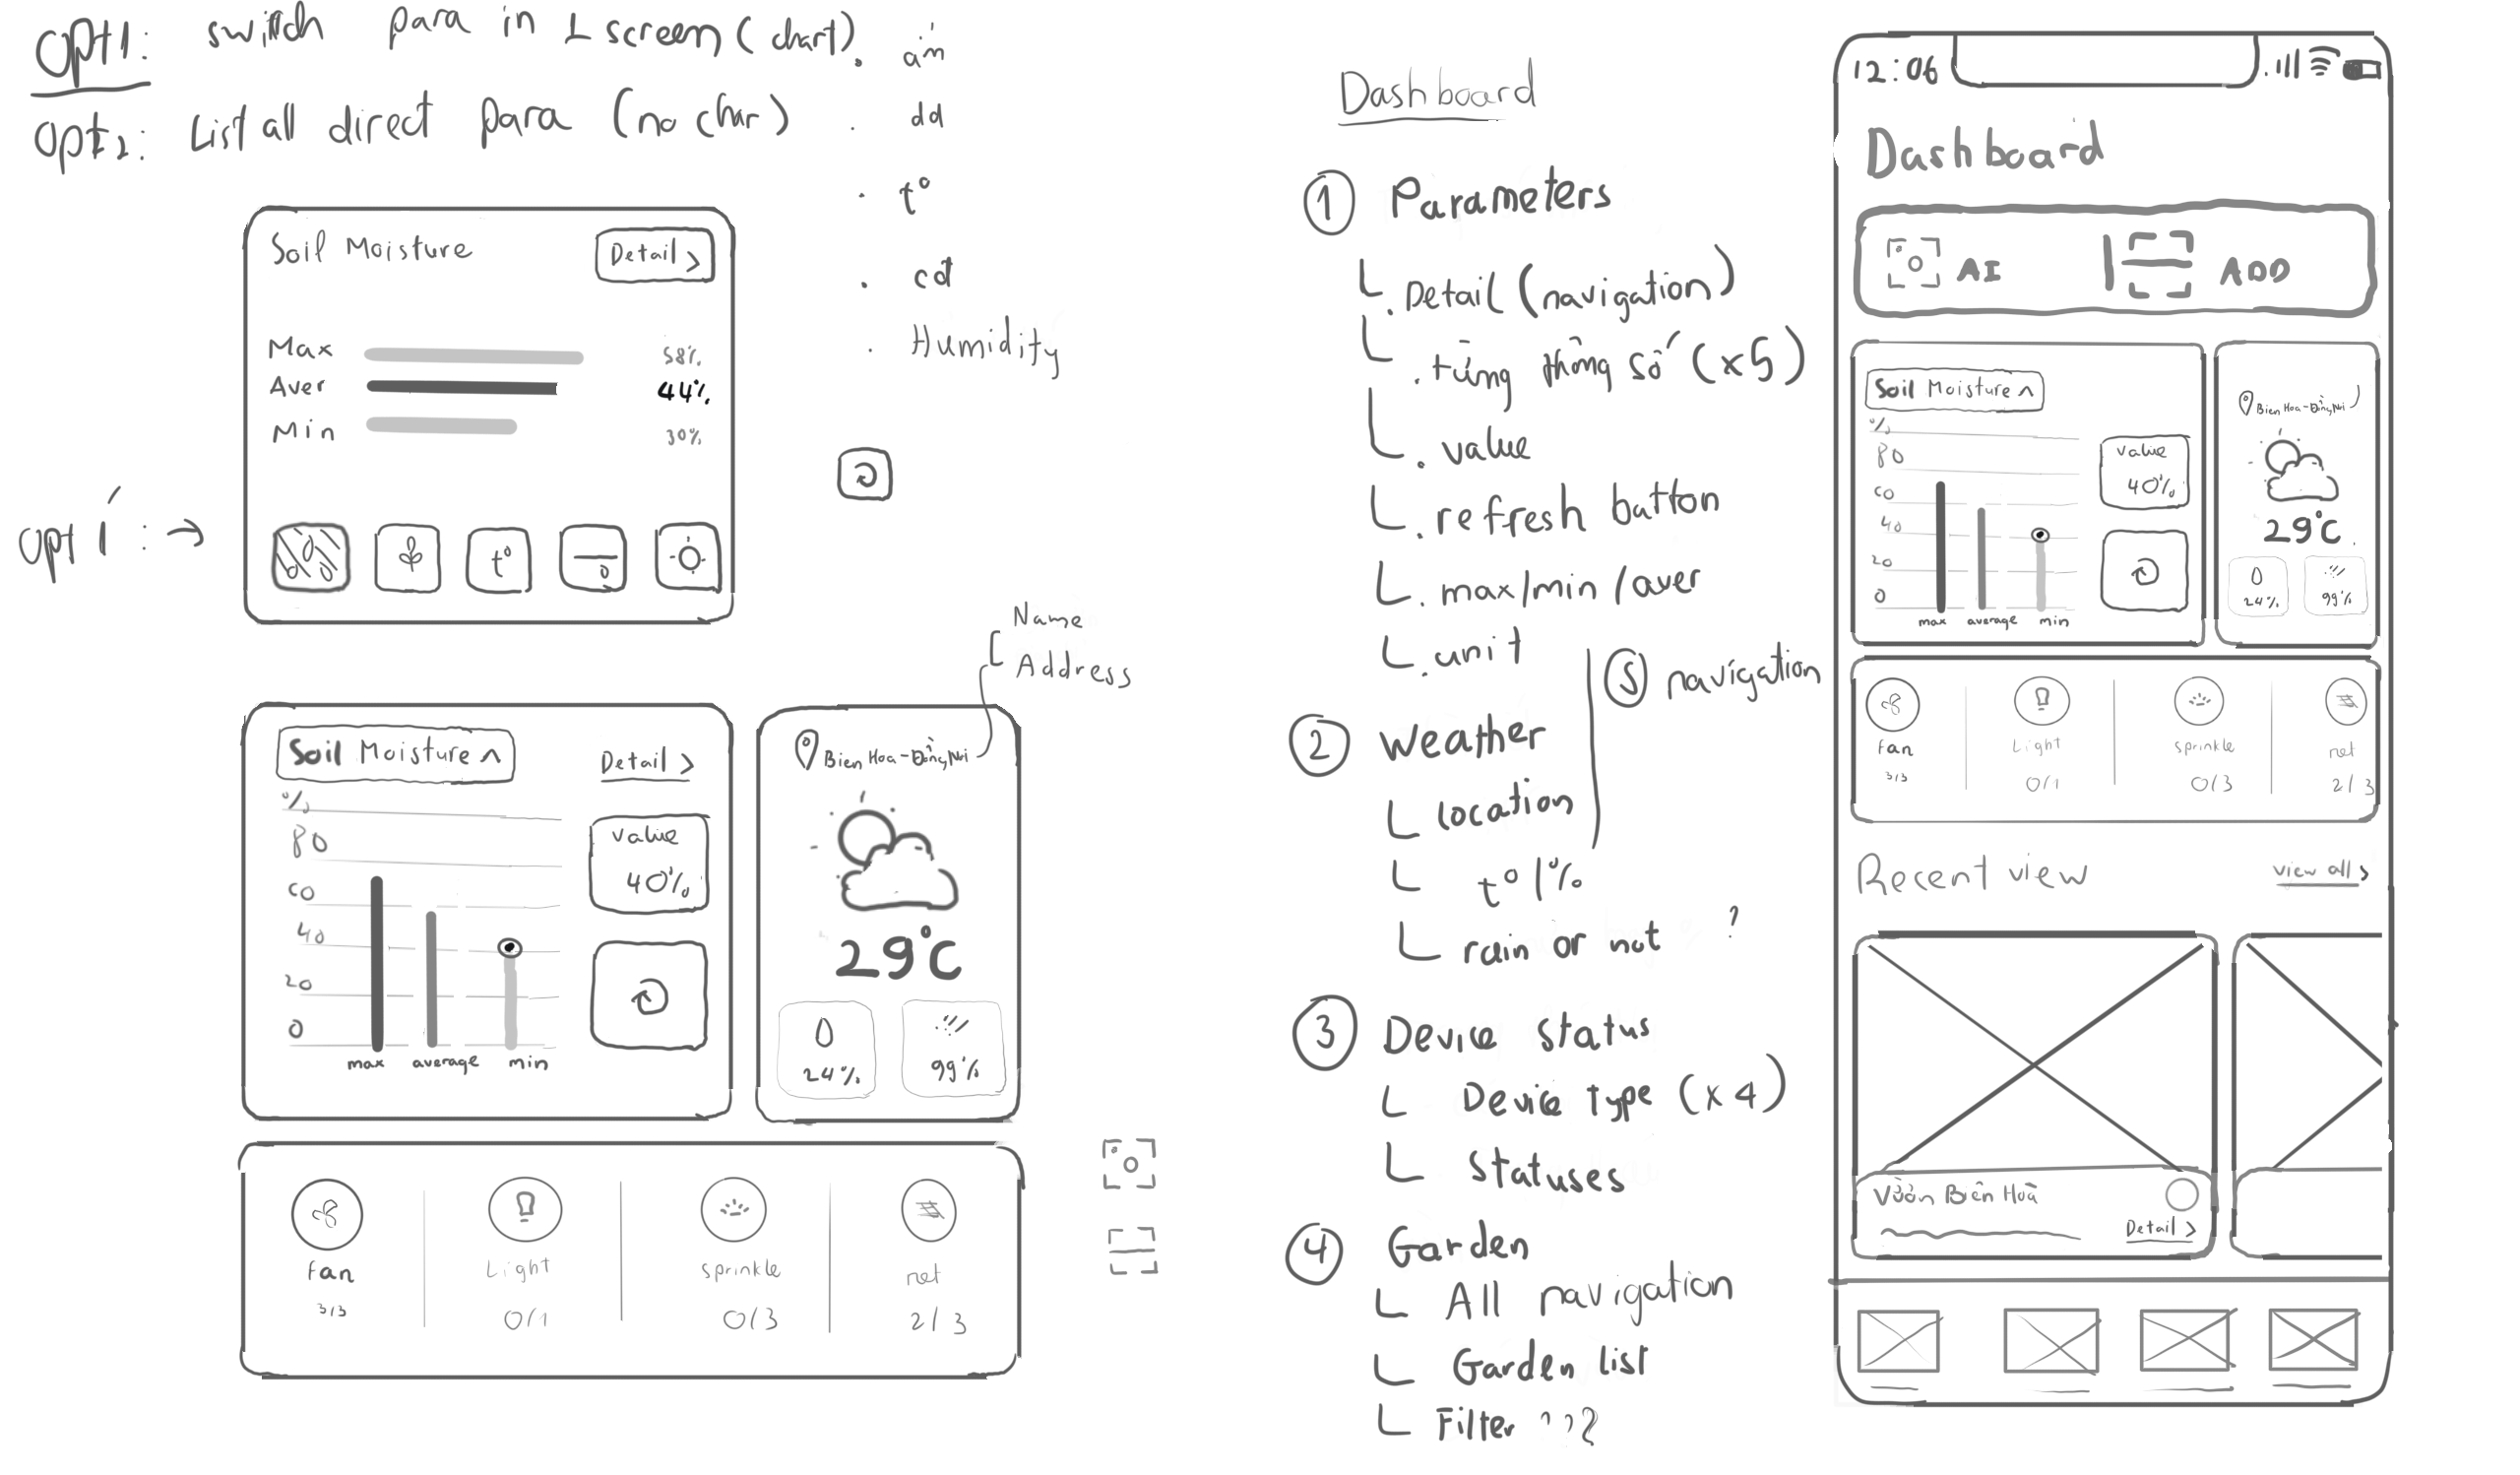 Opt1: switch para in 1 screen (chart)
Opt2: List all direct para (no char)
. ẩm
. dd
. t°
. cđ
. Humidity
Soil Moisture
Detail >
Max 58%
Aver 44%
Min 30%
t°
opt 1' : →
Name
Address
Soil Moisture ^
Detail >
%
80
60
40
20
0
max average min
Value
40%
Bien Hoa - Đồng Nai
29°C
24%
99%
fan
3/3
Light
0/1
sprinkle
0/3
net
2/3
Dashboard
1 Parameters
. Detail (navigation)
. từng thông số (x5)
. value
. refresh button
. max/min/aver
. unit
2 Weather
location
t° | %
rain or not ?
5 navigation
3 Device status
Device type (x4)
Statuses
4 Garden
All navigation
Garden list
Filter ???
12:06
Dashboard
AI
ADD
Soil Moisture ^
%
80
60
40
20
0
max average min
Value
40%
Bien Hoa - Đồng Nai
29°C
24%
99%
fan
3/3
Light
0/1
sprinkle
0/3
net
2/3
Recent view
view all >
Vườn Biên Hoà
Detail >